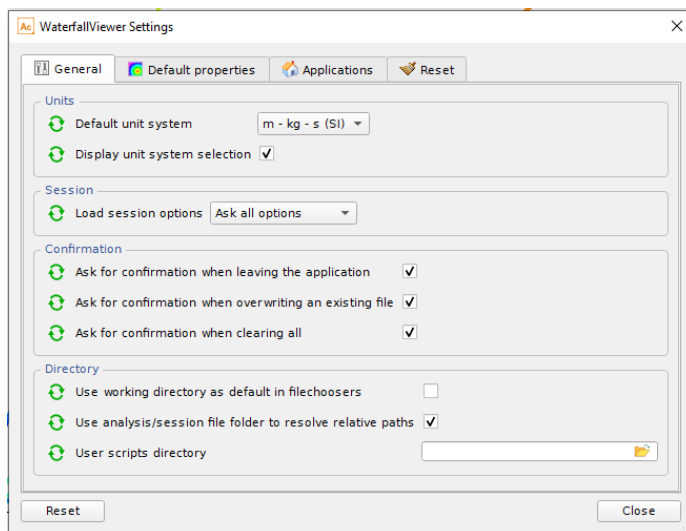 Ac WaterfallViewer Settings
General Default properties Applications Reset
Units
Default unit system m - kg - s (SI)
Display unit system selection
Session
Load session options Ask all options
Confirmation
Ask for confirmation when leaving the application
Ask for confirmation when overwriting an existing file
Ask for confirmation when clearing all
Directory
Use working directory as default in filechoosers
Use analysis/session file folder to resolve relative paths
User scripts directory
Reset Close